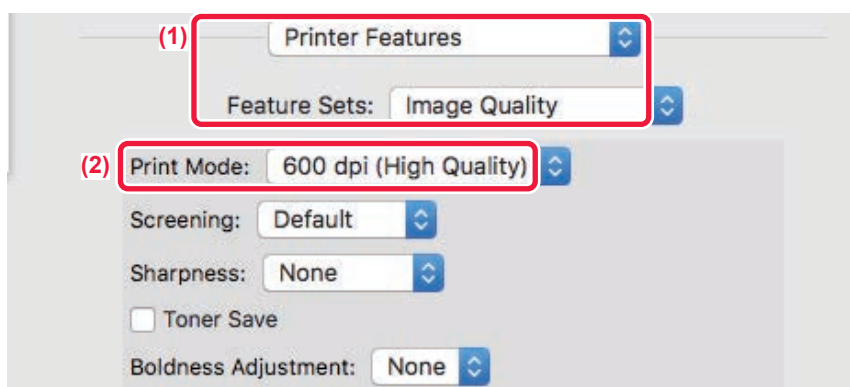 (1) Printer Features
Feature Sets: Image Quality
(2) Print Mode: 600 dpi (High Quality)
Screening: Default
Sharpness: None
Toner Save
Boldness Adjustment: None